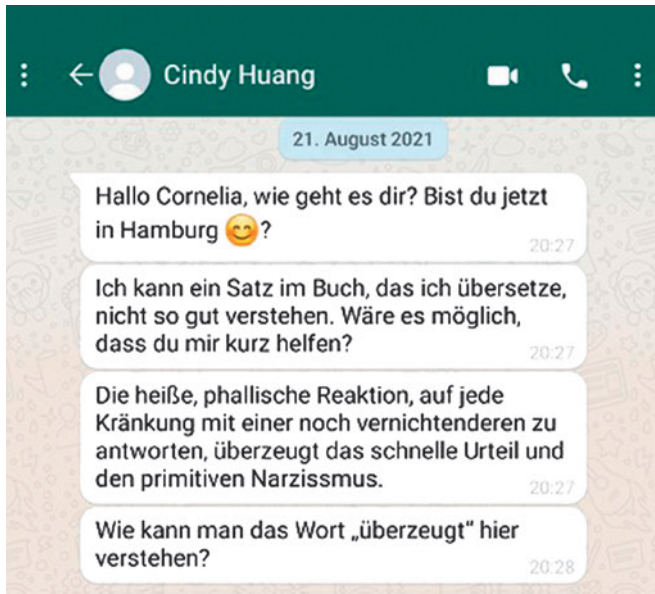 Cindy Huang
21. August 2021
Hallo Cornelia, wie geht es dir? Bist du jetzt
in Hamburg 😊?
20:27
Ich kann ein Satz im Buch, das ich übersetze,
nicht so gut verstehen. Wäre es möglich,
dass du mir kurz helfen?
20:27
Die heiße, phallische Reaktion, auf jede
Kränkung mit einer noch vernichtenderen zu
antworten, überzeugt das schnelle Urteil und
den primitiven Narzissmus.
20:27
Wie kann man das Wort „überzeugt“ hier
verstehen?
20:28